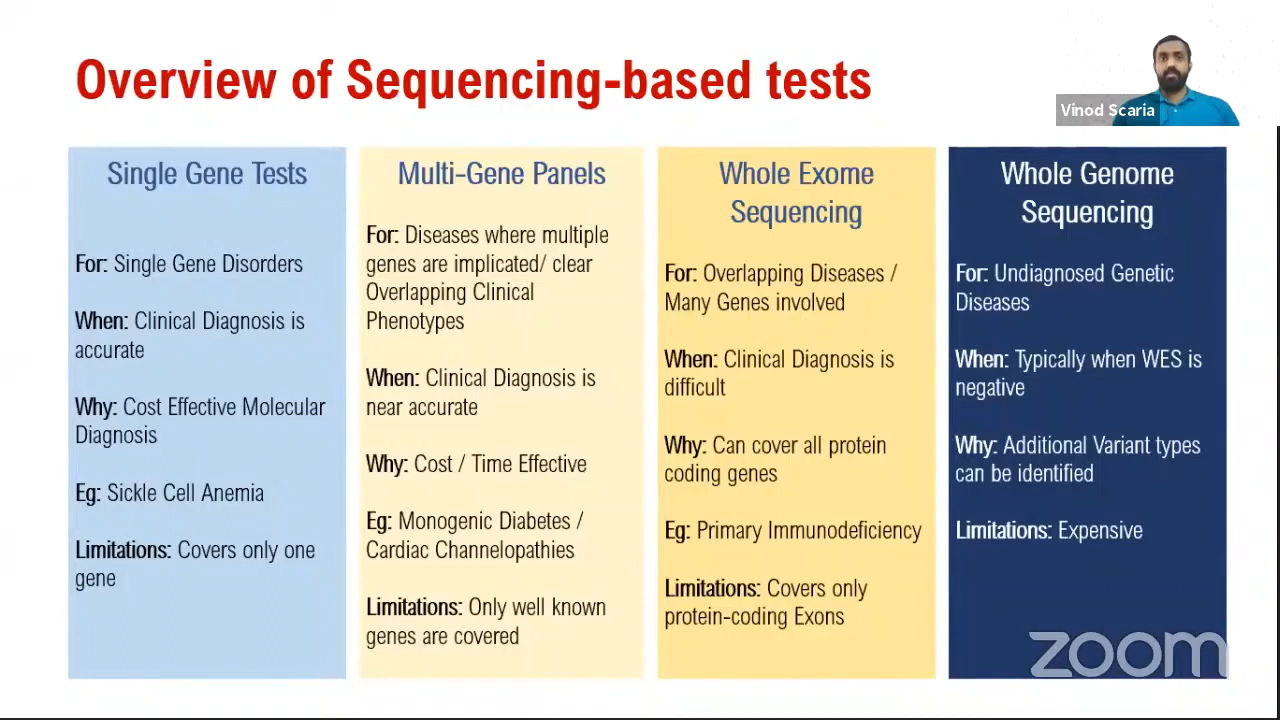 Overview of Sequencing-based tests
Vinod Scaria
Single Gene Tests
For: Single Gene Disorders
When: Clinical Diagnosis is
accurate
Why: Cost Effective Molecular
Diagnosis
Eg: Sickle Cell Anemia
Limitations: Covers only one
gene
Multi-Gene Panels
For: Diseases where multiple
genes are implicated/ clear
Overlapping Clinical
Phenotypes
When: Clinical Diagnosis is
near accurate
Why: Cost / Time Effective
Eg: Monogenic Diabetes /
Cardiac Channelopathies
Limitations: Only well known
genes are covered
Whole Exome
Sequencing
For: Overlapping Diseases /
Many Genes involved
When: Clinical Diagnosis is
difficult
Why: Can cover all protein
coding genes
Eg: Primary Immunodeficiency
Limitations: Covers only
protein-coding Exons
Whole Genome
Sequencing
For: Undiagnosed Genetic
Diseases
When: Typically when WES is
negative
Why: Additional Variant types
can be identified
Limitations: Expensive
zoom